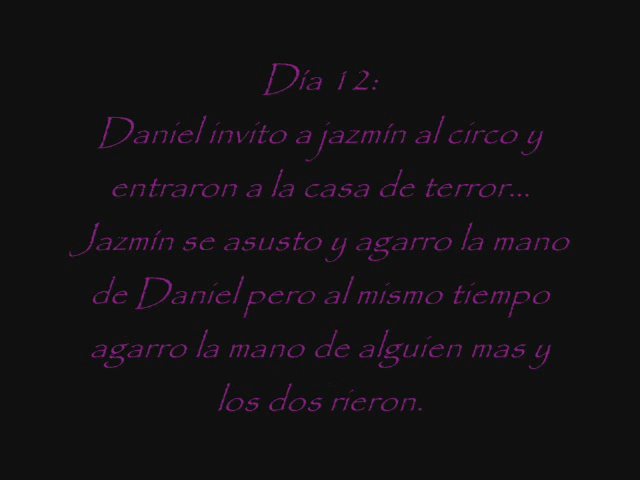 Día 12:
Daniel invito a jazmín al circo y
entraron a la casa de terror...
Jazmín se asusto y agarro la mano
de Daniel pero al mismo tiempo
agarro la mano de alguien mas y
los dos rieron.